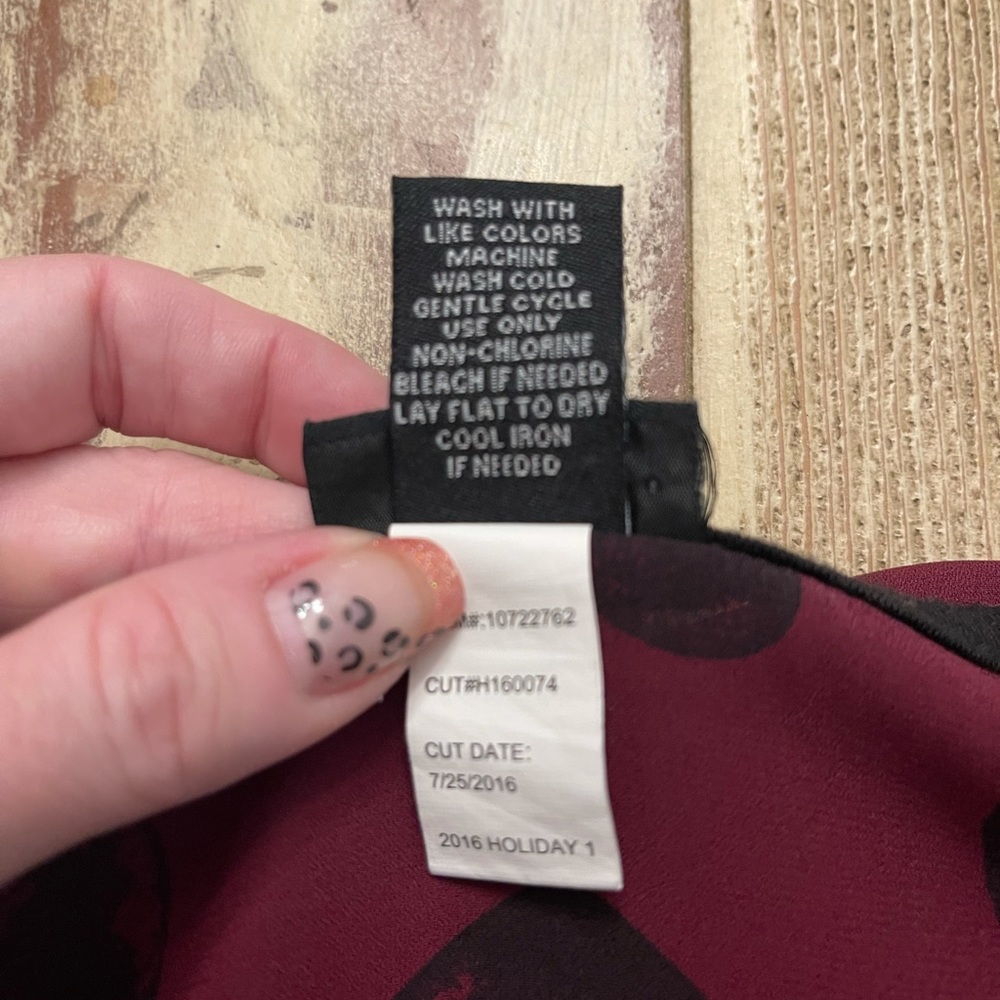 WASH WITH
LIKE COLORS
MACHINE
WASH COLD
GENTLE CYCLE
USE ONLY
NON-CHLORINE
BLEACH IF NEEDED
LAY FLAT TO DRY
COOL IRON
IF NEEDED
M#:10722762
CUT#H160074
CUT DATE:
7/25/2016
2016 HOLIDAY 1